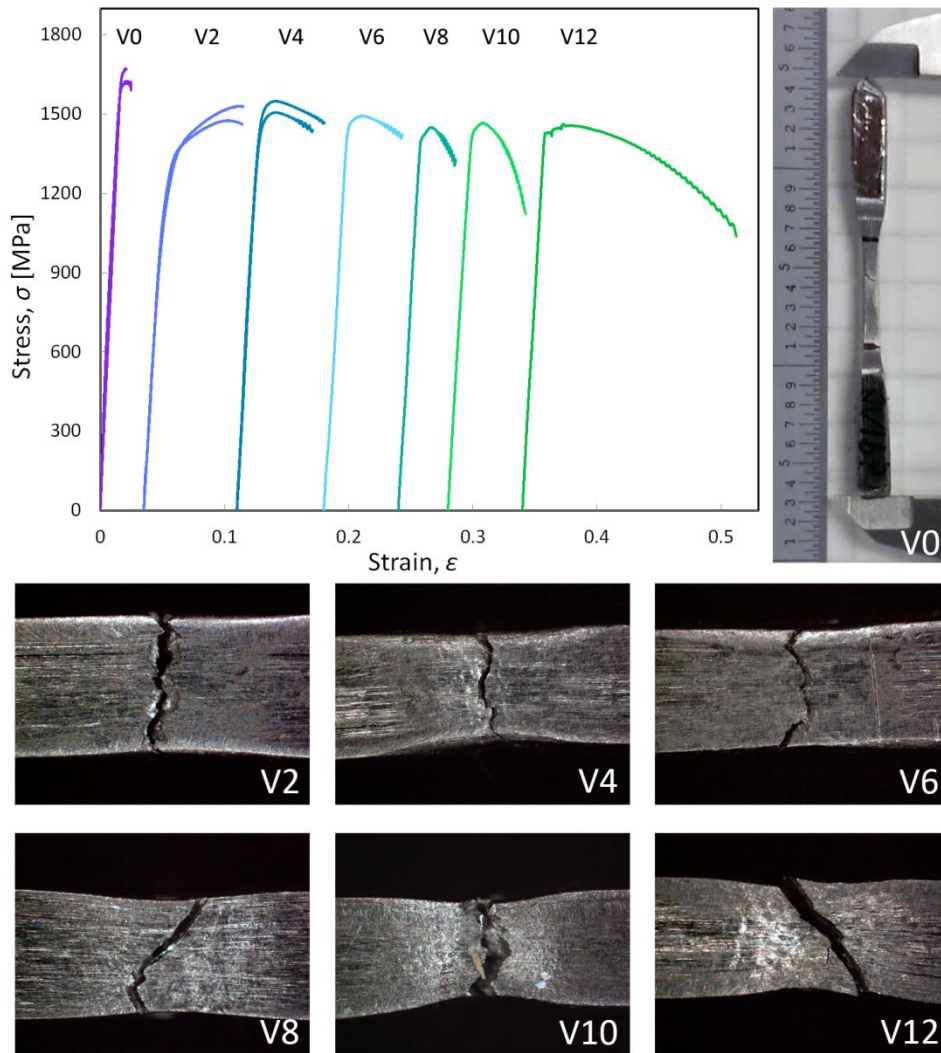 1800
1500
1200
900
600
300
0
Stress, σ [MPa]
V0 V2 V4 V6 V8 V10 V12
0 0.1 0.2 0.3 0.4 0.5
Strain, ε
V0
V2
V4
V6
V8
V10
V12